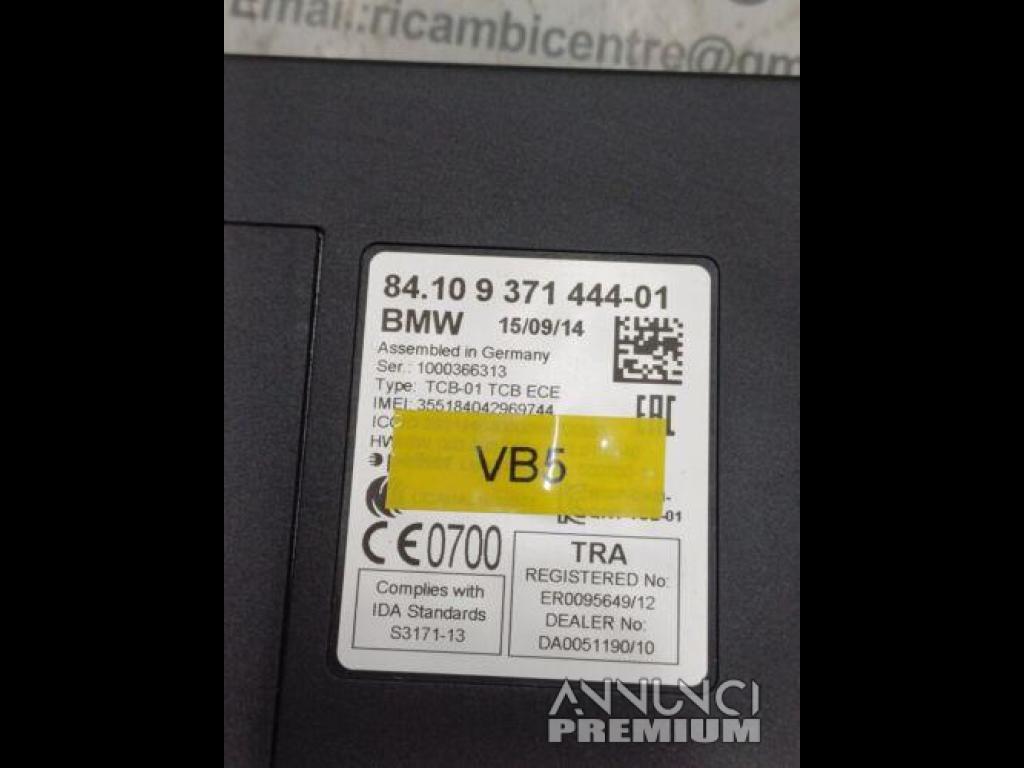 Email.:ricambicentre@gm
84.10 9 371 444-01
BMW 15/09/14
Assembled in Germany
Ser.: 1000366313
Type: TCB-01 TCB ECE
IMEI: 355184042969744
EAC
VB5
CE0700
Complies with
IDA Standards
S3171-13
TRA
REGISTERED No:
ER0095649/12
DEALER No:
DA0051190/10
ANNUNCI
PREMIUM